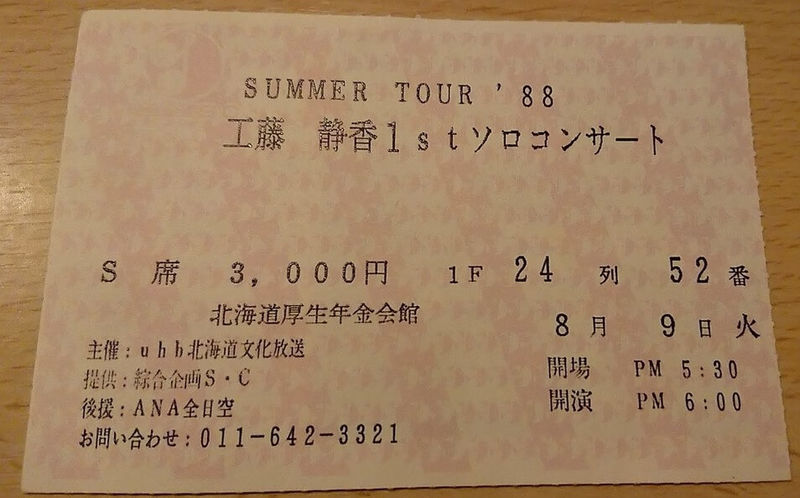 SUMMER TOUR '88
工藤 静香1stソロコンサート
S 席 3,000円 1F 24 列 52 番
北海道厚生年金会館
8 月 9 日 火
主催:uhb北海道文化放送
開場 PM 5:30
提供:綜合企画S・C
開演 PM 6:00
後援:ANA全日空
お問い合わせ:011-642-3321